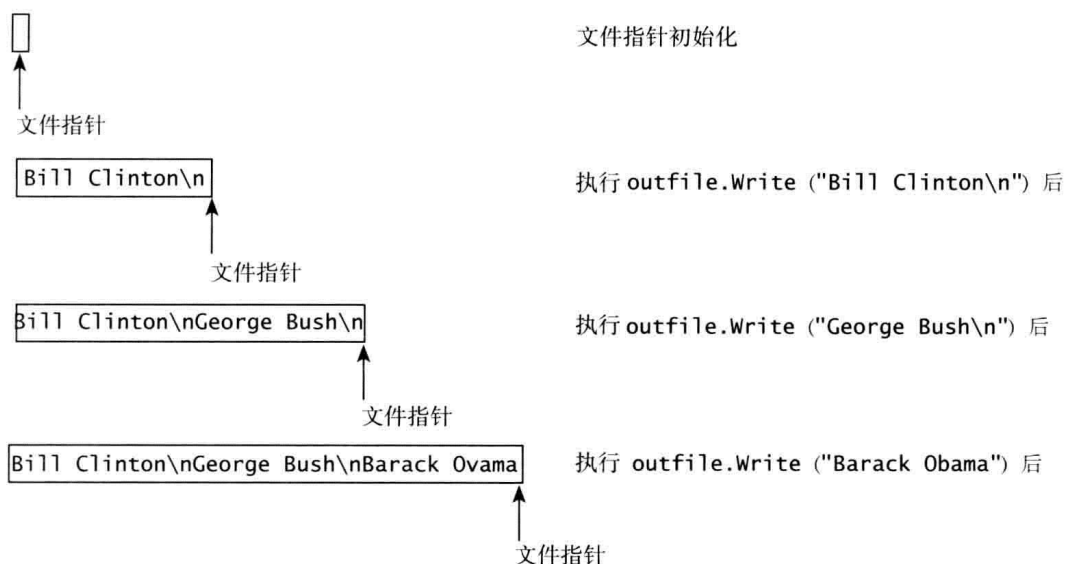 文件指针初始化
文件指针
Bill Clinton\n
执行 outfile.Write ("Bill Clinton\n") 后
文件指针
Bill Clinton\nGeorge Bush\n
执行 outfile.Write ("George Bush\n") 后
文件指针
Bill Clinton\nGeorge Bush\nBarack Ovama
执行 outfile.Write ("Barack Obama") 后
文件指针